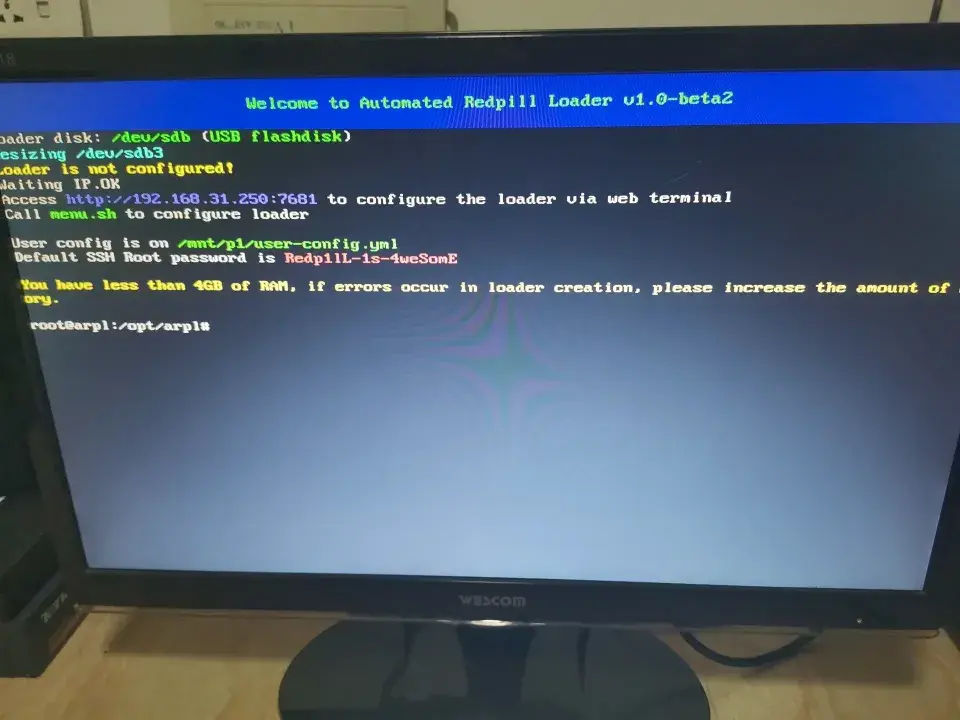 18
Welcome to Automated Redpill Loader v1.0-beta2
oader disk: /dev/sdb (USB flashdisk)
esizing /dev/sdb3
Loader is not configured!
Waiting IP.OK
Access http://192.168.31.250:7681 to configure the loader via web terminal
Call menu.sh to configure loader
User config is on /mnt/p1/user-config.yml
Default SSH Root password is Redp1lL-1s-4weSomE
You have less than 4GB of RAM, if errors occur in loader creation, please increase the amount of
ory.
root@arpl:/opt/arpl#
WESCOM